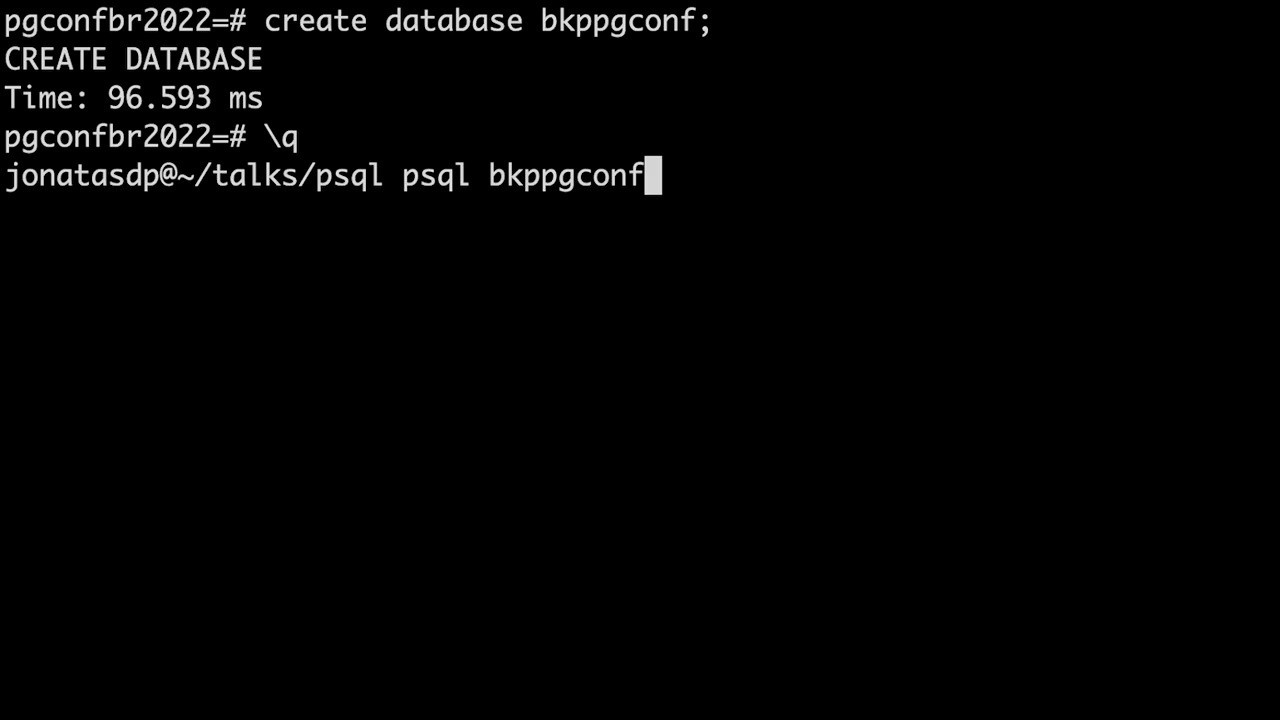 pgconfbr2022=# create database bkppgconf;
CREATE DATABASE
Time: 96.593 ms
pgconfbr2022=# \q
jonatasdp@~/talks/psql psql bkppgconf